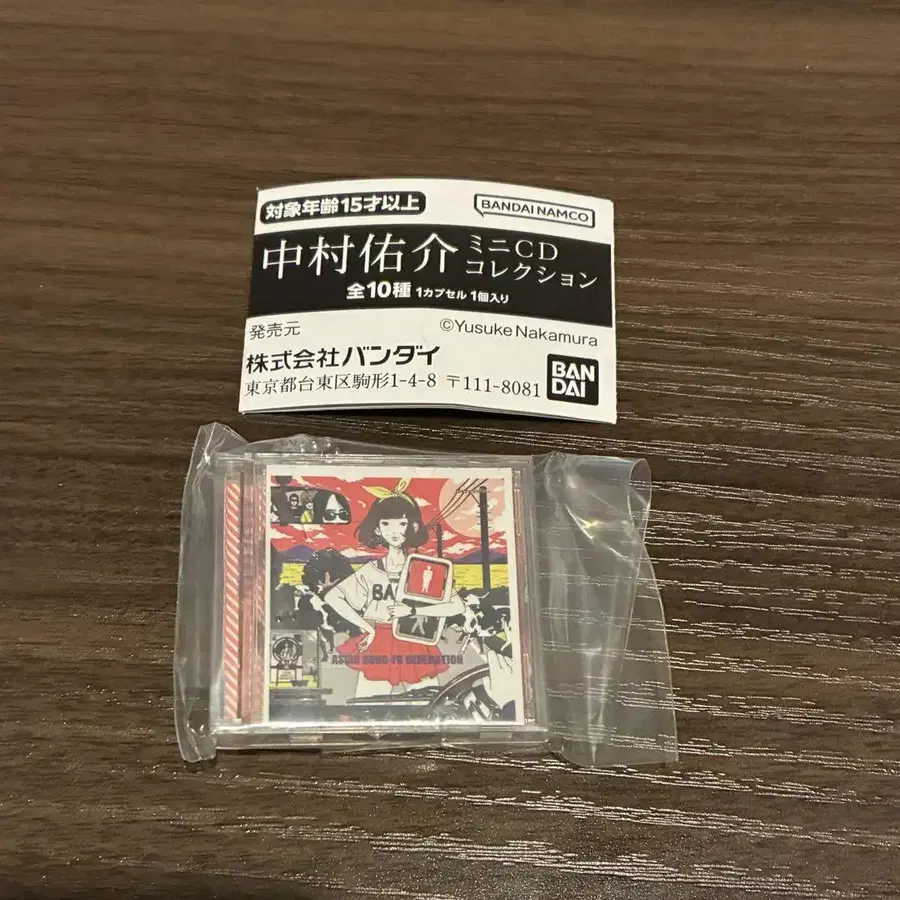 対象年齢15才以上
BANDAI NAMCO
中村佑介 ミニCD コレクション
全10種 1カプセル 1個入り
発売元
©Yusuke Nakamura
株式会社バンダイ
東京都台東区駒形1-4-8 〒111-8081
BAN
DAI
BA
ASIAN KUNG-FU GENERATION